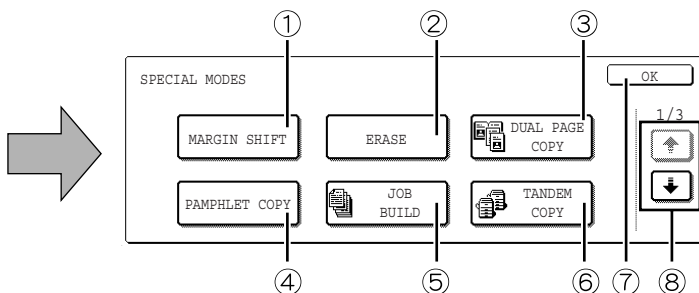 ① ② ③
SPECIAL MODES
OK
1/3
MARGIN SHIFT
ERASE
DUAL PAGE
COPY
PAMPHLET COPY
JOB
BUILD
TANDEM
COPY
④ ⑤ ⑥ ⑦ ⑧